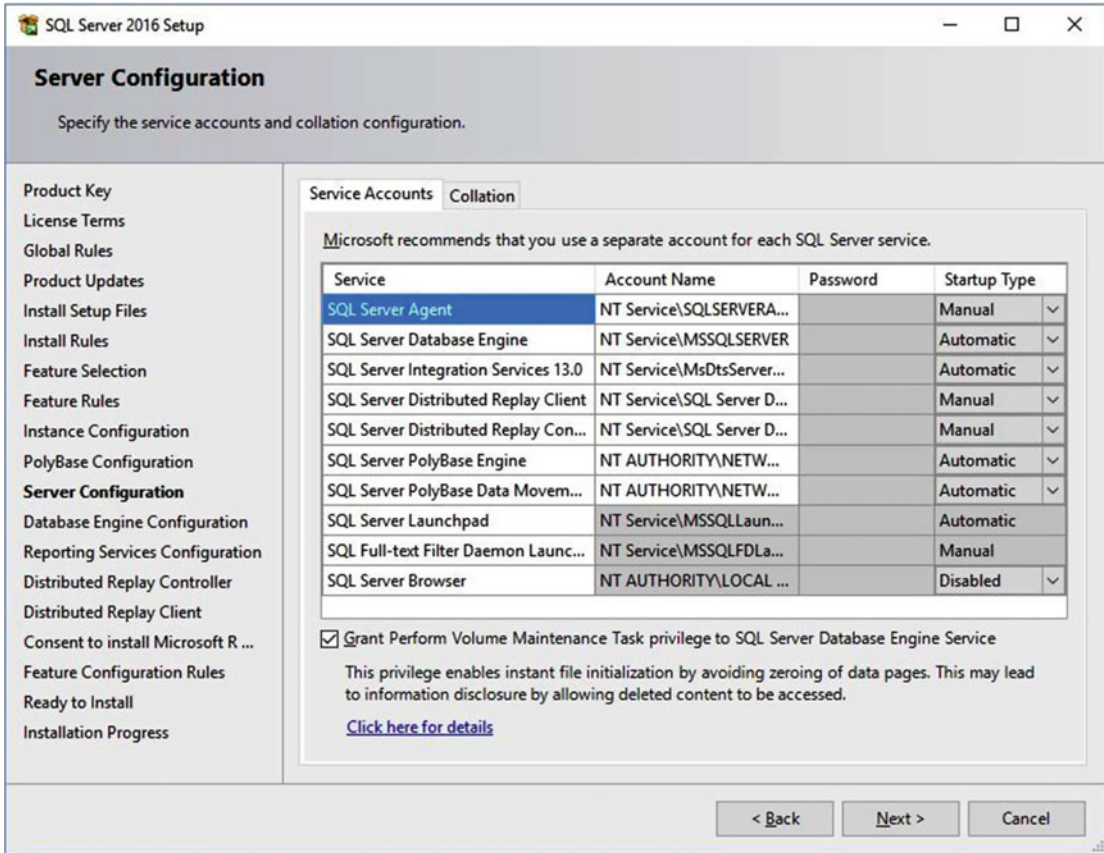 SQL Server 2016 Setup
Server Configuration
Specify the service accounts and collation configuration.
Product Key
License Terms
Global Rules
Product Updates
Install Setup Files
Install Rules
Feature Selection
Feature Rules
Instance Configuration
PolyBase Configuration
Server Configuration
Database Engine Configuration
Reporting Services Configuration
Distributed Replay Controller
Distributed Replay Client
Consent to install Microsoft R ...
Feature Configuration Rules
Ready to Install
Installation Progress
Service Accounts Collation
Microsoft recommends that you use a separate account for each SQL Server service.
Service Account Name Password Startup Type
SQL Server Agent NT Service\SQLSERVERA... Manual
SQL Server Database Engine NT Service\MSSQLSERVER Automatic
SQL Server Integration Services 13.0 NT Service\MsDtsServer... Automatic
SQL Server Distributed Replay Client NT Service\SQL Server D... Manual
SQL Server Distributed Replay Con... NT Service\SQL Server D... Manual
SQL Server PolyBase Engine NT AUTHORITY\NETW... Automatic
SQL Server PolyBase Data Movem... NT AUTHORITY\NETW... Automatic
SQL Server Launchpad NT Service\MSSQLLaun... Automatic
SQL Full-text Filter Daemon Launc... NT Service\MSSQLFDLa... Manual
SQL Server Browser NT AUTHORITY\LOCAL ... Disabled
Grant Perform Volume Maintenance Task privilege to SQL Server Database Engine Service
This privilege enables instant file initialization by avoiding zeroing of data pages. This may lead
to information disclosure by allowing deleted content to be accessed.
Click here for details
< Back Next > Cancel